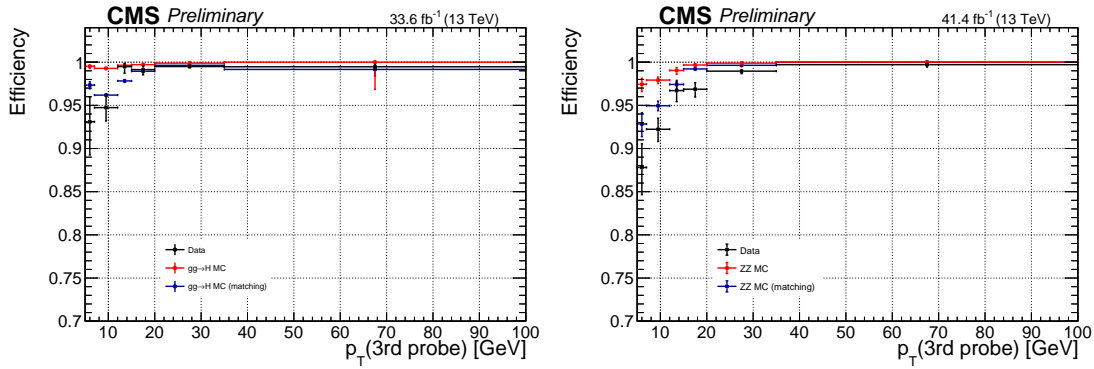 CMS Preliminary 33.6 fb⁻¹ (13 TeV)
Efficiency
1
0.95
0.9
0.85
0.8
0.75
0.7
Data
gg→H MC
gg→H MC (matching)
10 20 30 40 50 60 70 80 90 100
p_T(3rd probe) [GeV]
CMS Preliminary 41.4 fb⁻¹ (13 TeV)
Efficiency
1
0.95
0.9
0.85
0.8
0.75
0.7
Data
ZZ MC
ZZ MC (matching)
10 20 30 40 50 60 70 80 90 100
p_T(3rd probe) [GeV]